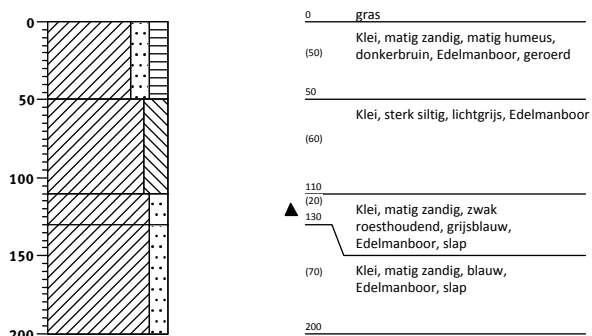 0
50
100
150
200
0 gras
Klei, matig zandig, matig humeus,
(50) donkerbruin, Edelmanboor, geroerd
50
Klei, sterk siltig, lichtgrijs, Edelmanboor
(60)
110
(20)
Klei, matig zandig, zwak
130 roesthoudend, grijsblauw,
Edelmanboor, slap
(70) Klei, matig zandig, blauw,
Edelmanboor, slap
200